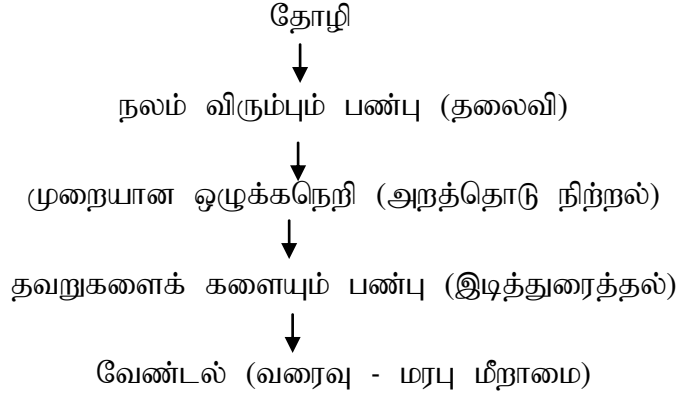 தோழி
நலம் விரும்பும் பண்பு (தலைவி)
முறையான ஒழுக்கநெறி (அறத்தொடு நிற்றல்)
தவறுகளைக் களையும் பண்பு (இடித்துரைத்தல்)
வேண்டல் (வரைவு - மரபு மீறாமை)